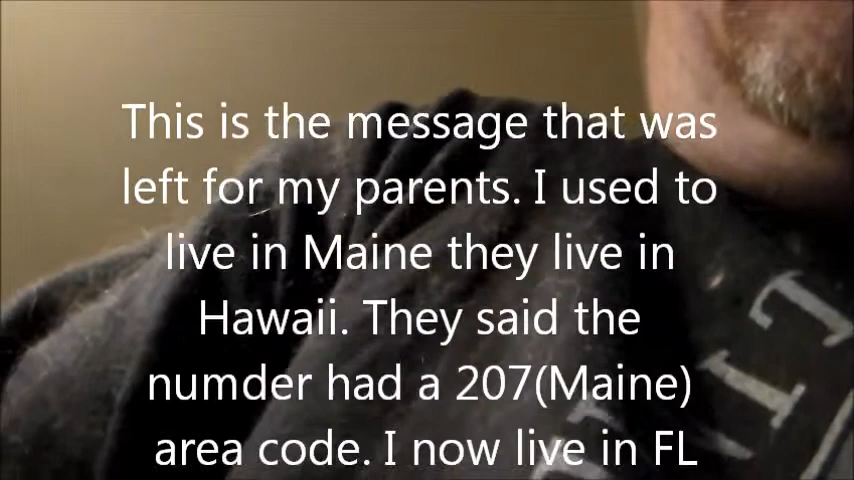 This is the message that was
left for my parents. I used to
live in Maine they live in
Hawaii. They said the
numder had a 207(Maine)
area code. I now live in FL